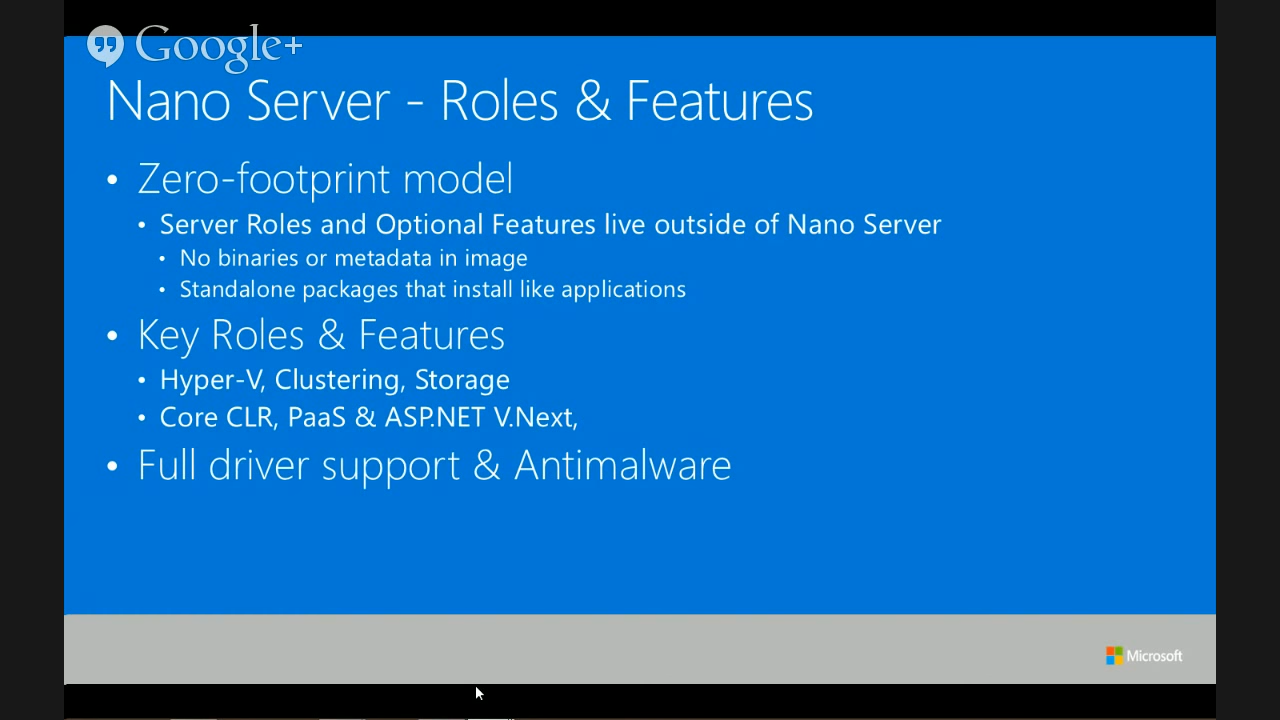 Google+
Nano Server - Roles & Features
• Zero-footprint model
• Server Roles and Optional Features live outside of Nano Server
• No binaries or metadata in image
• Standalone packages that install like applications
• Key Roles & Features
• Hyper-V, Clustering, Storage
• Core CLR, PaaS & ASP.NET V.Next,
• Full driver support & Antimalware
Microsoft